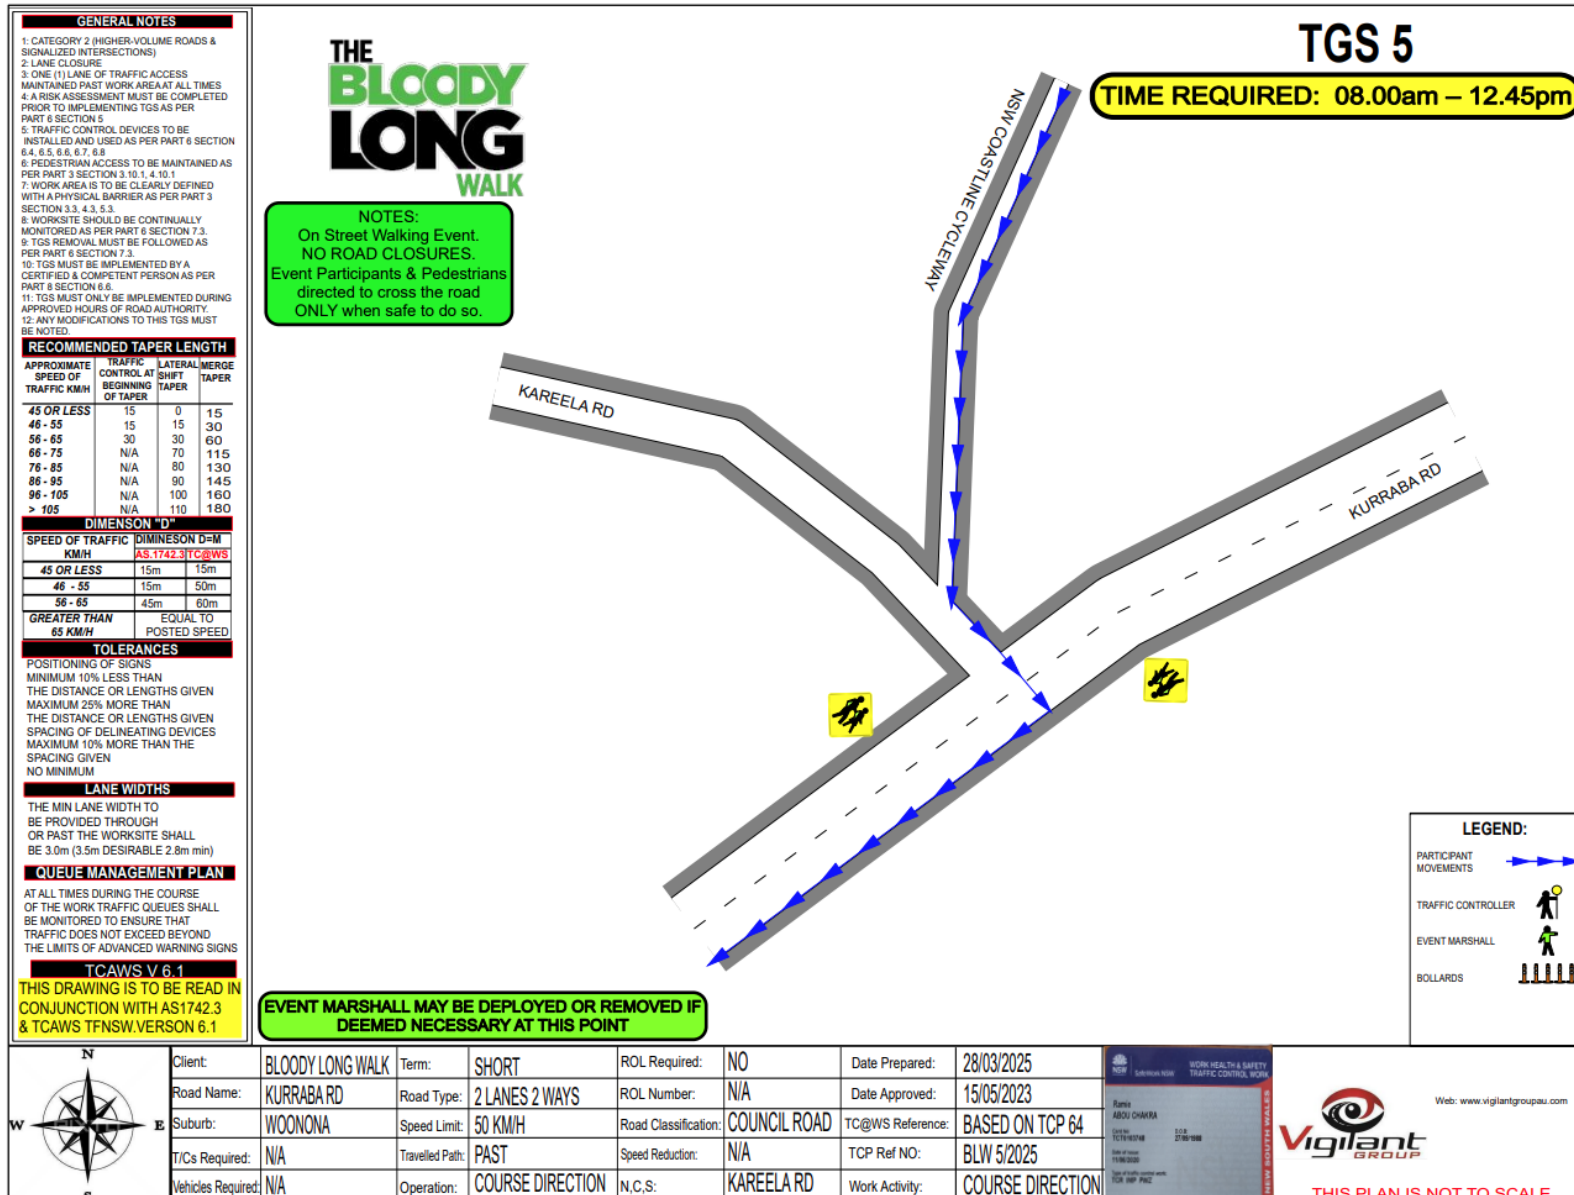 GENERAL NOTES
1: CATEGORY 2 (HIGHER-VOLUME ROADS &
SIGNALIZED INTERSECTIONS)
2: LANE CLOSURE
3: ONE (1) LANE OF TRAFFIC ACCESS
MAINTAINED PAST WORK AREA AT ALL TIMES
4: A RISK ASSESSMENT MUST BE COMPLETED
PRIOR TO IMPLEMENTING TGS AS PER
PART 6 SECTION 5
5: TRAFFIC CONTROL DEVICES TO BE
INSTALLED AND USED AS PER PART 6 SECTION
6.4, 6.5, 6.6, 6.7, 6.8
6: PEDESTRIAN ACCESS TO BE MAINTAINED AS
PER PART 3 SECTION 3.10.1, 4.10.1
7: WORK AREA IS TO BE CLEARLY DEFINED
WITH A PHYSICAL BARRIER AS PER PART 3
SECTION 3.3, 4.3, 5.3.
8: WORKSITE SHOULD BE CONTINUALLY
MONITORED AS PER PART 6 SECTION 7.3.
9: TGS REMOVAL MUST BE FOLLOWED AS
PER PART 6 SECTION 7.3.
10: TGS MUST BE IMPLEMENTED BY A
CERTIFIED & COMPETENT PERSON AS PER
PART 8 SECTION 6.6.
11: TGS MUST ONLY BE IMPLEMENTED DURING
APPROVED HOURS OF ROAD AUTHORITY.
12: ANY MODIFICATIONS TO THIS TGS MUST
BE NOTED.
RECOMMENDED TAPER LENGTH
APPROXIMATE SPEED OF TRAFFIC KM/H TRAFFIC CONTROL AT BEGINNING OF TAPER LATERAL SHIFT TAPER MERGE TAPER
45 OR LESS 15 0 15
46 - 55 15 15 30
56 - 65 30 30 60
66 - 75 N/A 70 115
76 - 85 N/A 80 130
86 - 95 N/A 90 145
96 - 105 N/A 100 160
> 105 N/A 110 180
DIMENSON "D"
SPEED OF TRAFFIC KM/H DIMINESON D=M
AS.1742.3 TC@WS
45 OR LESS 15m 15m
46 - 55 15m 50m
56 - 65 45m 60m
GREATER THAN 65 KM/H EQUAL TO POSTED SPEED
TOLERANCES
POSITIONING OF SIGNS
MINIMUM 10% LESS THAN
THE DISTANCE OR LENGTHS GIVEN
MAXIMUM 25% MORE THAN
THE DISTANCE OR LENGTHS GIVEN
SPACING OF DELINEATING DEVICES
MAXIMUM 10% MORE THAN THE
SPACING GIVEN
NO MINIMUM
LANE WIDTHS
THE MIN LANE WIDTH TO
BE PROVIDED THROUGH
OR PAST THE WORKSITE SHALL
BE 3.0m (3.5m DESIRABLE 2.8m min)
QUEUE MANAGEMENT PLAN
AT ALL TIMES DURING THE COURSE
OF THE WORK TRAFFIC QUEUES SHALL
BE MONITORED TO ENSURE THAT
TRAFFIC DOES NOT EXCEED BEYOND
THE LIMITS OF ADVANCED WARNING SIGNS
TCAWS V 6.1
THIS DRAWING IS TO BE READ IN
CONJUNCTION WITH AS1742.3
& TCAWS TFNSW.VERSON 6.1
THE
BLOODY
LONG
WALK
NOTES:
On Street Walking Event.
NO ROAD CLOSURES.
Event Participants & Pedestrians
directed to cross the road
ONLY when safe to do so.
TGS 5
TIME REQUIRED: 08.00am – 12.45pm
NSW COASTLINE CYCLEWAY
KAREELA RD
KURRABA RD
LEGEND:
PARTICIPANT
MOVEMENTS
TRAFFIC CONTROLLER
EVENT MARSHALL
BOLLARDS
EVENT MARSHALL MAY BE DEPLOYED OR REMOVED IF
DEEMED NECESSARY AT THIS POINT
N
W
E
S
Client: BLOODY LONG WALK Term: SHORT ROL Required: NO Date Prepared: 28/03/2025
Road Name: KURRABA RD Road Type: 2 LANES 2 WAYS ROL Number: N/A Date Approved: 15/05/2023
Suburb: WOONONA Speed Limit: 50 KM/H Road Classification: COUNCIL ROAD TC@WS Reference: BASED ON TCP 64
T/Cs Required: N/A Travelled Path: PAST Speed Reduction: N/A TCP Ref NO: BLW 5/2025
Vehicles Required: N/A Operation: COURSE DIRECTION N,C,S: KAREELA RD Work Activity: COURSE DIRECTION
NSW
WORK HEALTH & SAFETY
TRAFFIC CONTROL WORK
Ramie
ABOU CHAKRA
NEW SOUTH WALES
Vigilant
GROUP
Web: www.vigilantgroupau.com
THIS PLAN IS NOT TO SCALE